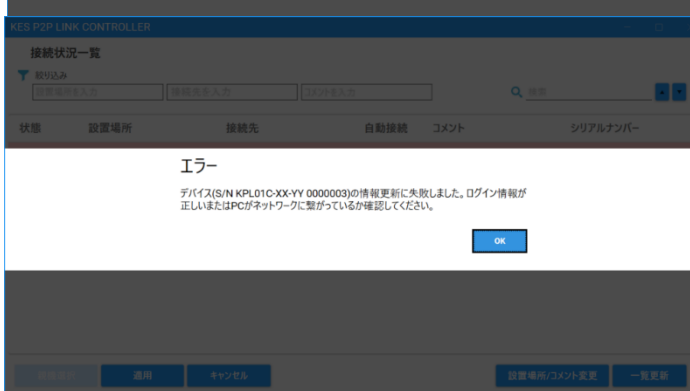 KES P2P LINK CONTROLLER
接続状況一覧
絞り込み
設置場所を入力 接続先を入力 コメントを入力 検索
状態 設置場所 接続先 自動接続 コメント シリアルナンバー
エラー
デバイス(S/N KPL01C-XX-YY 0000003)の情報更新に失敗しました。ログイン情報が
正しいまたはPCがネットワークに繋がっているか確認してください。
OK
適用 キャンセル 設置場所/コメント変更 一覧更新